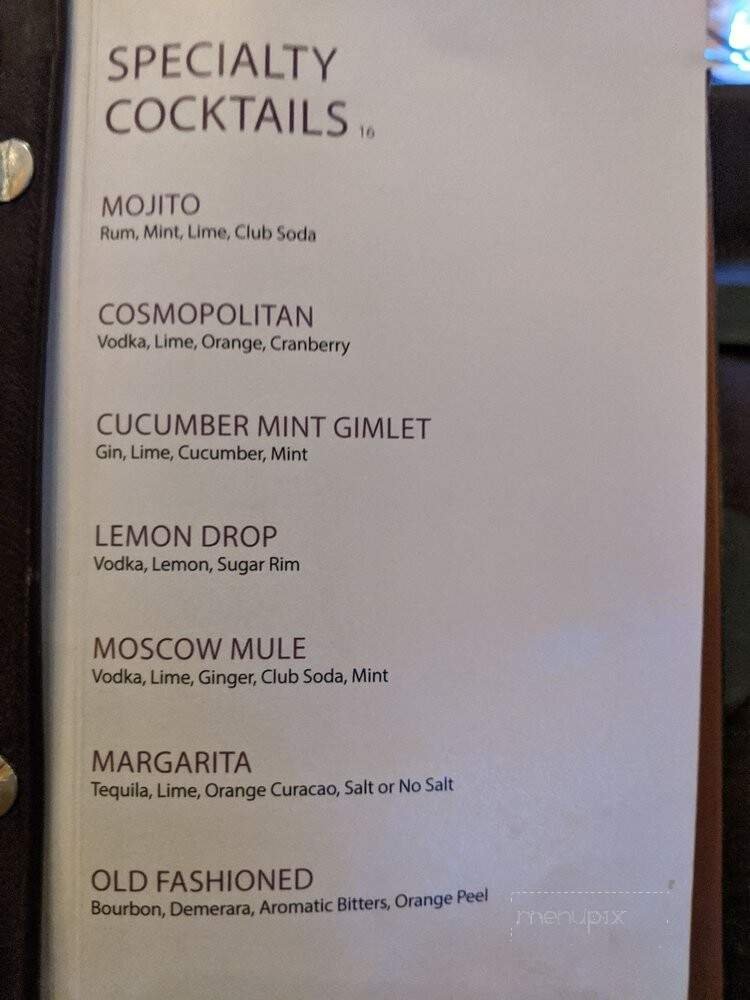 SPECIALTY
COCKTAILS 16
MOJITO
Rum, Mint, Lime, Club Soda
COSMOPOLITAN
Vodka, Lime, Orange, Cranberry
CUCUMBER MINT GIMLET
Gin, Lime, Cucumber, Mint
LEMON DROP
Vodka, Lemon, Sugar Rim
MOSCOW MULE
Vodka, Lime, Ginger, Club Soda, Mint
MARGARITA
Tequila, Lime, Orange Curacao, Salt or No Salt
OLD FASHIONED
Bourbon, Demerara, Aromatic Bitters, Orange Peel
menupix